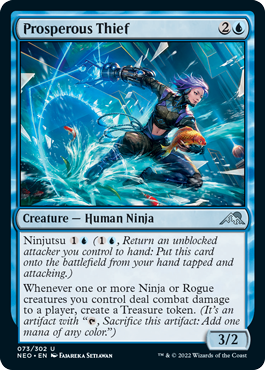 Prosperous Thief 2
Creature — Human Ninja
Ninjutsu 1 (1, Return an unblocked
attacker you control to hand: Put this card
onto the battlefield from your hand tapped and
attacking.)
Whenever one or more Ninja or Rogue
creatures you control deal combat damage
to a player, create a Treasure token. (It's an
artifact with “, Sacrifice this artifact: Add one
mana of any color.”)
3/2
073/302 U
NEO • EN Fajareka Setiawan
™ & © 2022 Wizards of the Coast